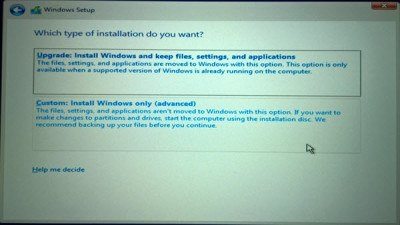 Windows Setup
Which type of installation do you want?
Upgrade: Install Windows and keep files, settings, and applications
The files, settings, and applications are moved to Windows with this option. This option is only
available when a supported version of Windows is already running on the computer.
Custom: Install Windows only (advanced)
The files, settings, and applications aren't moved to Windows with this option. If you want to
make changes to partitions and drives, start the computer using the installation disc. We
recommend backing up your files before you continue.
Help me decide